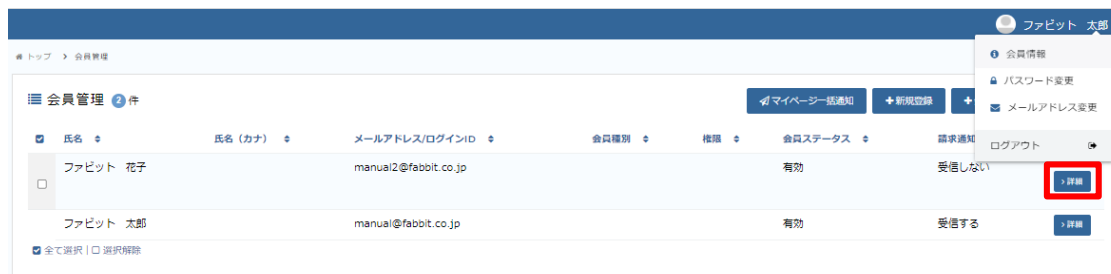 ファビット 太郎
トップ > 会員管理
会員情報
パスワード変更
メールアドレス変更
ログアウト
会員管理 2 件
マイページ一括通知 +新規登録 +
氏名 氏名（カナ） メールアドレス/ログインID 会員種別 権限 会員ステータス 請求通知
ファビット 花子 manual2@fabbit.co.jp 有効 受信しない >詳細
ファビット 太郎 manual@fabbit.co.jp 有効 受信する >詳細
全て選択 | 選択解除